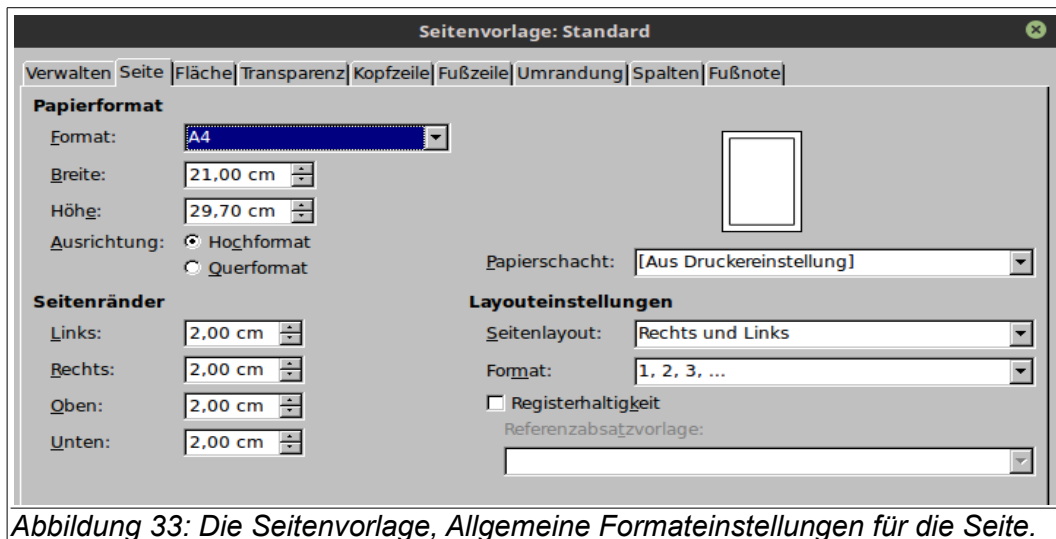 Seitenvorlage: Standard
Verwalten Seite Fläche Transparenz Kopfzeile Fußzeile Umrandung Spalten Fußnote
Papierformat
Format: A4
Breite: 21,00 cm
Höhe: 29,70 cm
Ausrichtung: Hochformat
Querformat
Papierschacht: [Aus Druckereinstellung]
Seitenränder
Links: 2,00 cm
Rechts: 2,00 cm
Oben: 2,00 cm
Unten: 2,00 cm
Layouteinstellungen
Seitenlayout: Rechts und Links
Format: 1, 2, 3, ...
Registerhaltigkeit
Referenzabsatzvorlage:
Abbildung 33: Die Seitenvorlage, Allgemeine Formateinstellungen für die Seite.